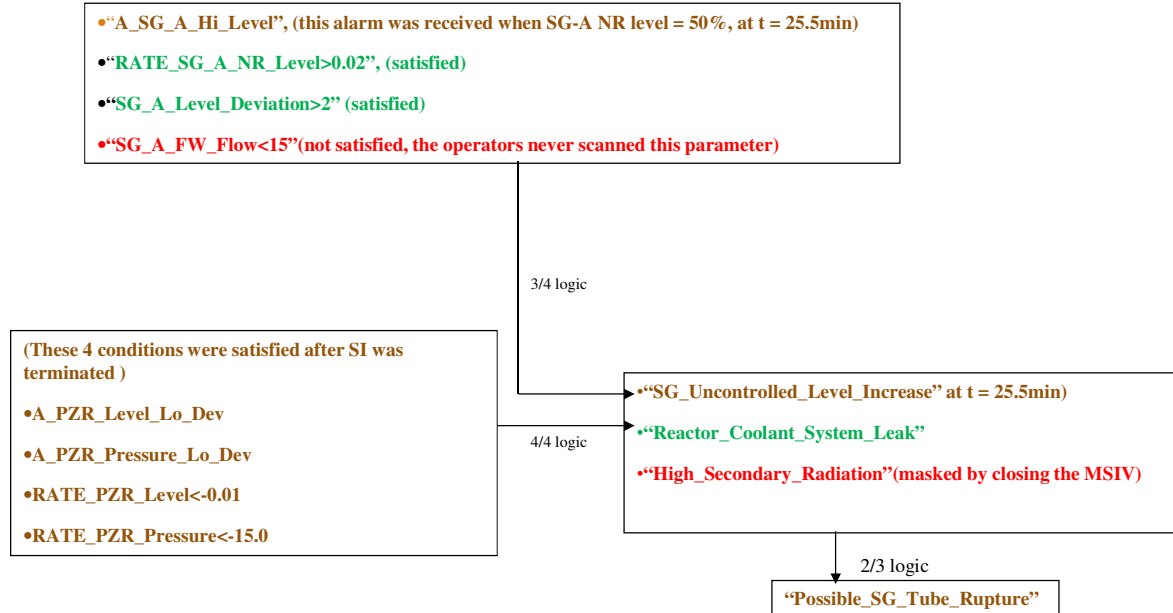 •“A_SG_A_Hi_Level”, (this alarm was received when SG-A NR level = 50%, at t = 25.5min)
•“RATE_SG_A_NR_Level>0.02”, (satisfied)
•“SG_A_Level_Deviation>2” (satisfied)
•“SG_A_FW_Flow<15”(not satisfied, the operators never scanned this parameter)
3/4 logic
(These 4 conditions were satisfied after SI was
terminated )
•A_PZR_Level_Lo_Dev
•A_PZR_Pressure_Lo_Dev
•RATE_PZR_Level<-0.01
•RATE_PZR_Pressure<-15.0
4/4 logic
•“SG_Uncontrolled_Level_Increase” at t = 25.5min)
•“Reactor_Coolant_System_Leak”
•“High_Secondary_Radiation”(masked by closing the MSIV)
2/3 logic
“Possible_SG_Tube_Rupture”